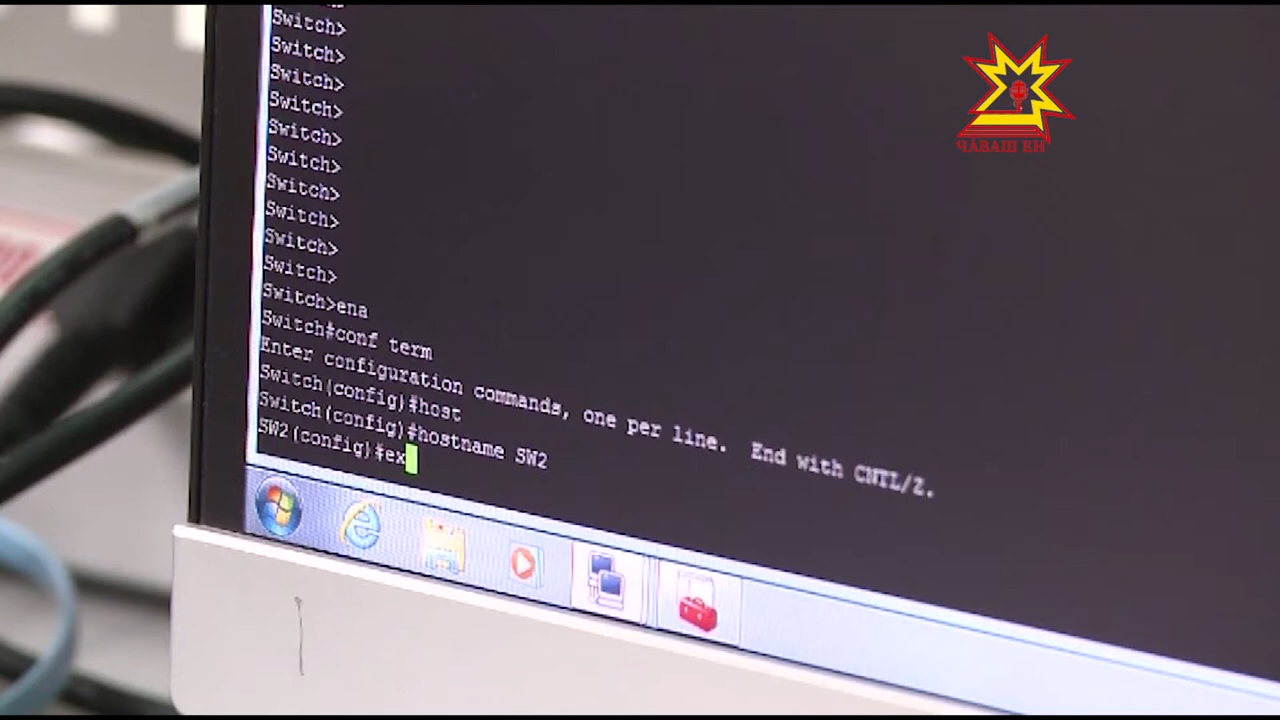 Switch>
Switch>
Switch>
Switch>
Switch>
Switch>
Switch>
Switch>
Switch>
Switch>
Switch>ena
Switch#conf term
Enter configuration commands, one per line.  End with CNTL/Z.
Switch(config)#host
Switch(config)#hostname SW2
SW2(config)#ex
ЧӐВАШ ЕН